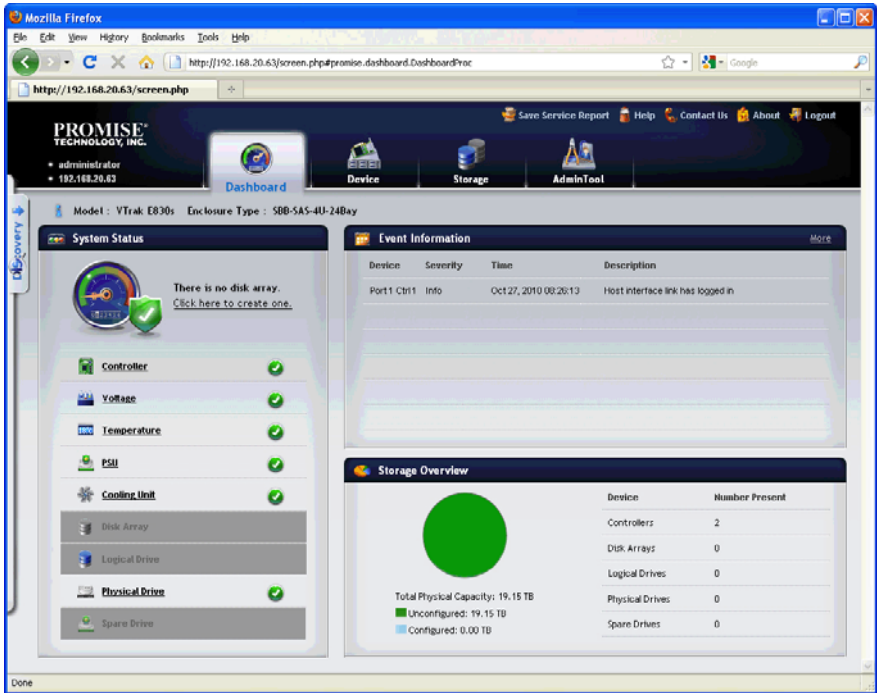 Mozilla Firefox
File Edit View History Bookmarks Tools Help
http://192.168.20.63/screen.php#promise.dashboard.DashboardProc
Google
http://192.168.20.63/screen.php
Save Service Report Help Contact Us About Logout
PROMISE
TECHNOLOGY, INC.
administrator
192.168.20.63
Dashboard
Device
Storage
AdminTool
Discovery
Model : VTrak E830s Enclosure Type : SBB-SAS-4U-24Bay
System Status
There is no disk array.
Click here to create one.
Controller
Voltage
Temperature
PSU
Cooling Unit
Disk Array
Logical Drive
Physical Drive
Spare Drive
Event Information More
Device Severity Time Description
Port1 Ctrl1 Info Oct 27, 2010 08:26:13 Host interface link has logged in
Storage Overview
Total Physical Capacity: 19.15 TB
Unconfigured: 19.15 TB
Configured: 0.00 TB
Device Number Present
Controllers 2
Disk Arrays 0
Logical Drives 0
Physical Drives 0
Spare Drives 0
Done